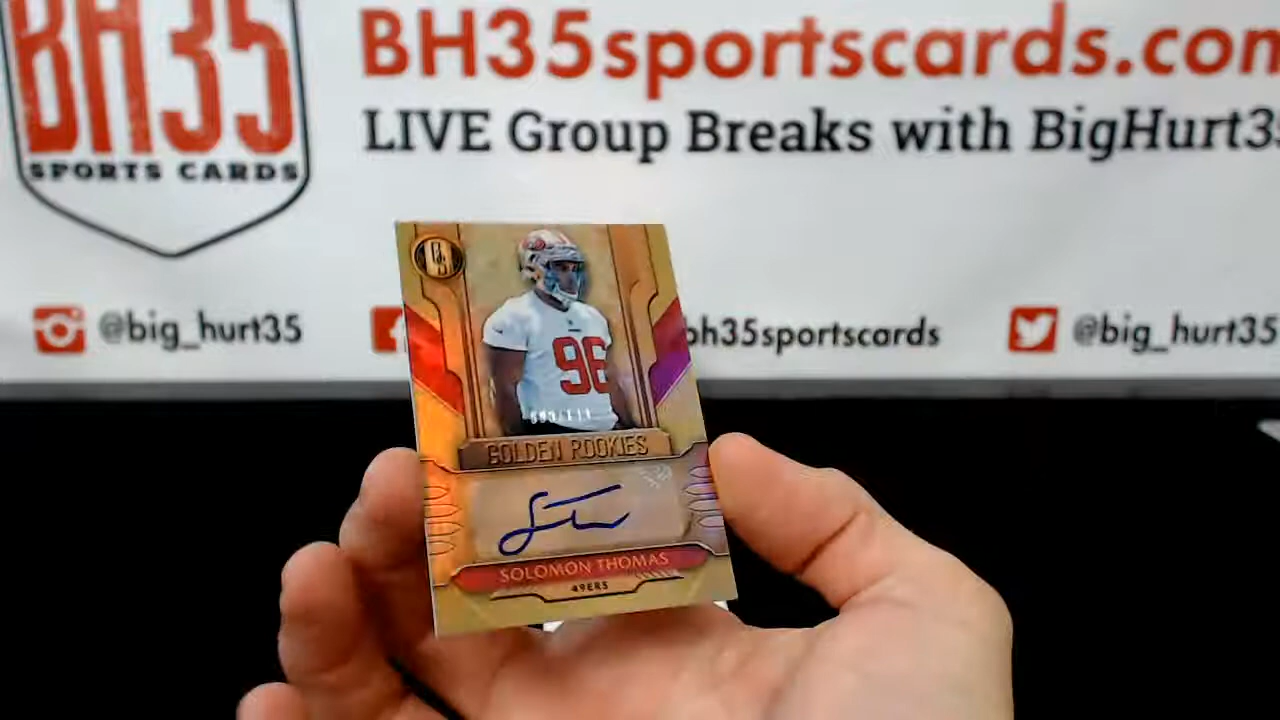 BH35
SPORTS CARDS
BH35sportscards.com
LIVE Group Breaks with BigHurt35
@big_hurt35
bh35sportscards
@big_hurt35
96
GOLDEN ROOKIES
SOLOMON THOMAS
49ERS